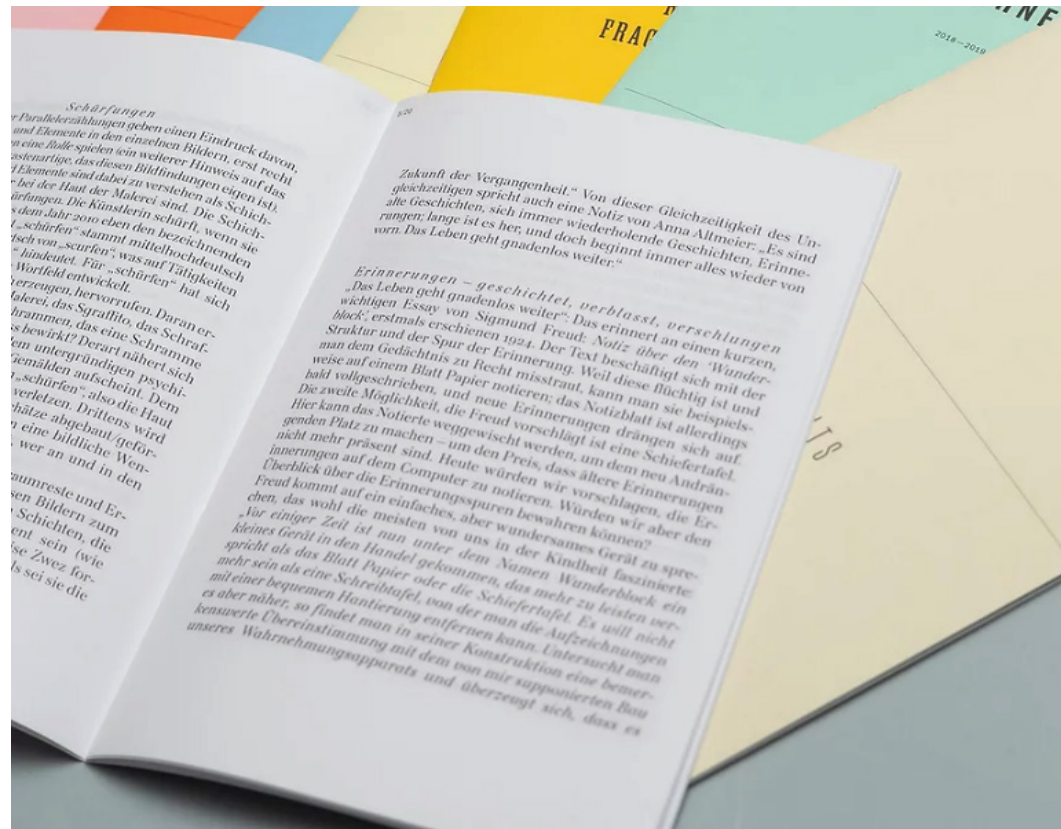 FRAG
2018–2019
HNE
ITS
Schürfungen
r Parallelerzählungen geben einen Eindruck davon,
und Elemente in den einzelnen Bildern, erst recht
n eine Rolle spielen (ein weiterer Hinweis auf das
astenartige, das diesen Bildfindungen eigen ist).
d Elemente sind dabei zu verstehen als Schich-
r bei der Haut der Malerei sind. Die Schich-
ürfungen. Die Künstlerin schürft, wenn sie
s dem Jahr 2010 eben den bezeichnenden
„schürfen“ stammt mittelhochdeutsch
tsch von „scurfen“, was auf Tätigkeiten
“ hindeutet. Für „schürfen“ hat sich
Wortfeld entwickelt.
erzeugen, hervorrufen. Daran er-
alerei, das Sgraffito, das Schraf-
hrammen, das eine Schramme
ss bewirkt? Derart nähert sich
em untergründigen psychi-
Gemälden aufscheint. Dem
„schürfen“, also die Haut
verletzen. Drittens wird
hätze abgebaut/geför-
n eine bildliche Wen-
wer an und in den
aumreste und Er-
sen Bildern zum
Schichten, die
ent sein (wie
ise Zwez for-
ls sei sie die
Zukunft der Vergangenheit.“ Von dieser Gleichzeitigkeit des Un-
gleichzeitigen spricht auch eine Notiz von Anna Altmeier: „Es sind
alte Geschichten, sich immer wiederholende Geschichten, Erinne-
rungen; lange ist es her, und doch beginnt immer alles wieder von
vorn. Das Leben geht gnadenlos weiter.“
Erinnerungen – geschichtet, verblasst, verschlungen
„Das Leben geht gnadenlos weiter“: Das erinnert an einen kurzen,
wichtigen Essay von Sigmund Freud: Notiz über den ‘Wunder-
block’, erstmals erschienen 1924. Der Text beschäftigt sich mit der
Struktur und der Spur der Erinnerung. Weil diese flüchtig ist und
man dem Gedächtnis zu Recht misstraut, kann man sie beispiels-
weise auf einem Blatt Papier notieren; das Notizblatt ist allerdings
bald vollgeschrieben, und neue Erinnerungen drängen sich auf.
Die zweite Möglichkeit, die Freud vorschlägt ist eine Schiefertafel.
Hier kann das Notierte weggewischt werden, um dem neu Andrän-
genden Platz zu machen – um den Preis, dass ältere Erinnerungen
nicht mehr präsent sind. Heute würden wir vorschlagen, die Er-
innerungen auf dem Computer zu notieren. Würden wir aber den
Überblick über die Erinnerungsspuren bewahren können?
Freud kommt auf ein einfaches, aber wundersames Gerät zu spre-
chen, das wohl die meisten von uns in der Kindheit faszinierte:
„Vor einiger Zeit ist nun unter dem Namen Wunderblock ein
kleines Gerät in den Handel gekommen, das mehr zu leisten ver-
spricht als das Blatt Papier oder die Schiefertafel. Es will nicht
mehr sein als eine Schreibtafel, von der man die Aufzeichnungen
mit einer bequemen Hantierung entfernen kann. Untersucht man
es aber näher, so findet man in seiner Konstruktion eine bemer-
kenswerte Übereinstimmung mit dem von mir supponierten Bau
unseres Wahrnehmungsapparats und überzeugt sich, dass es